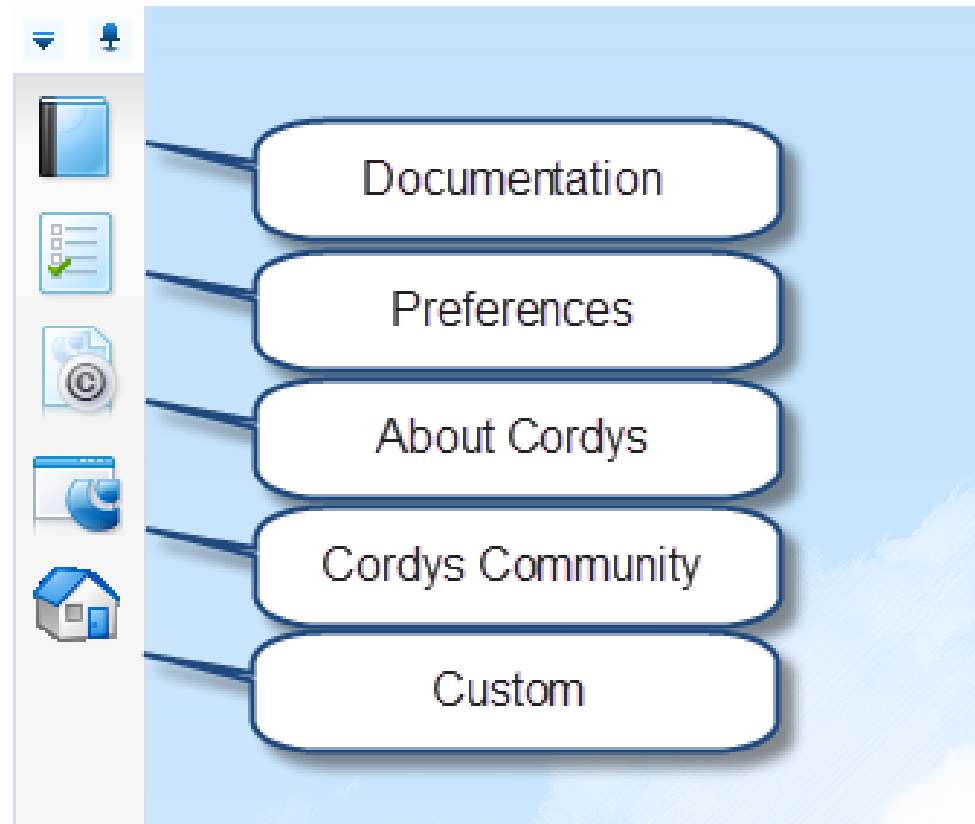 Documentation
Preferences
©
About Cordys
Cordys Community
Custom